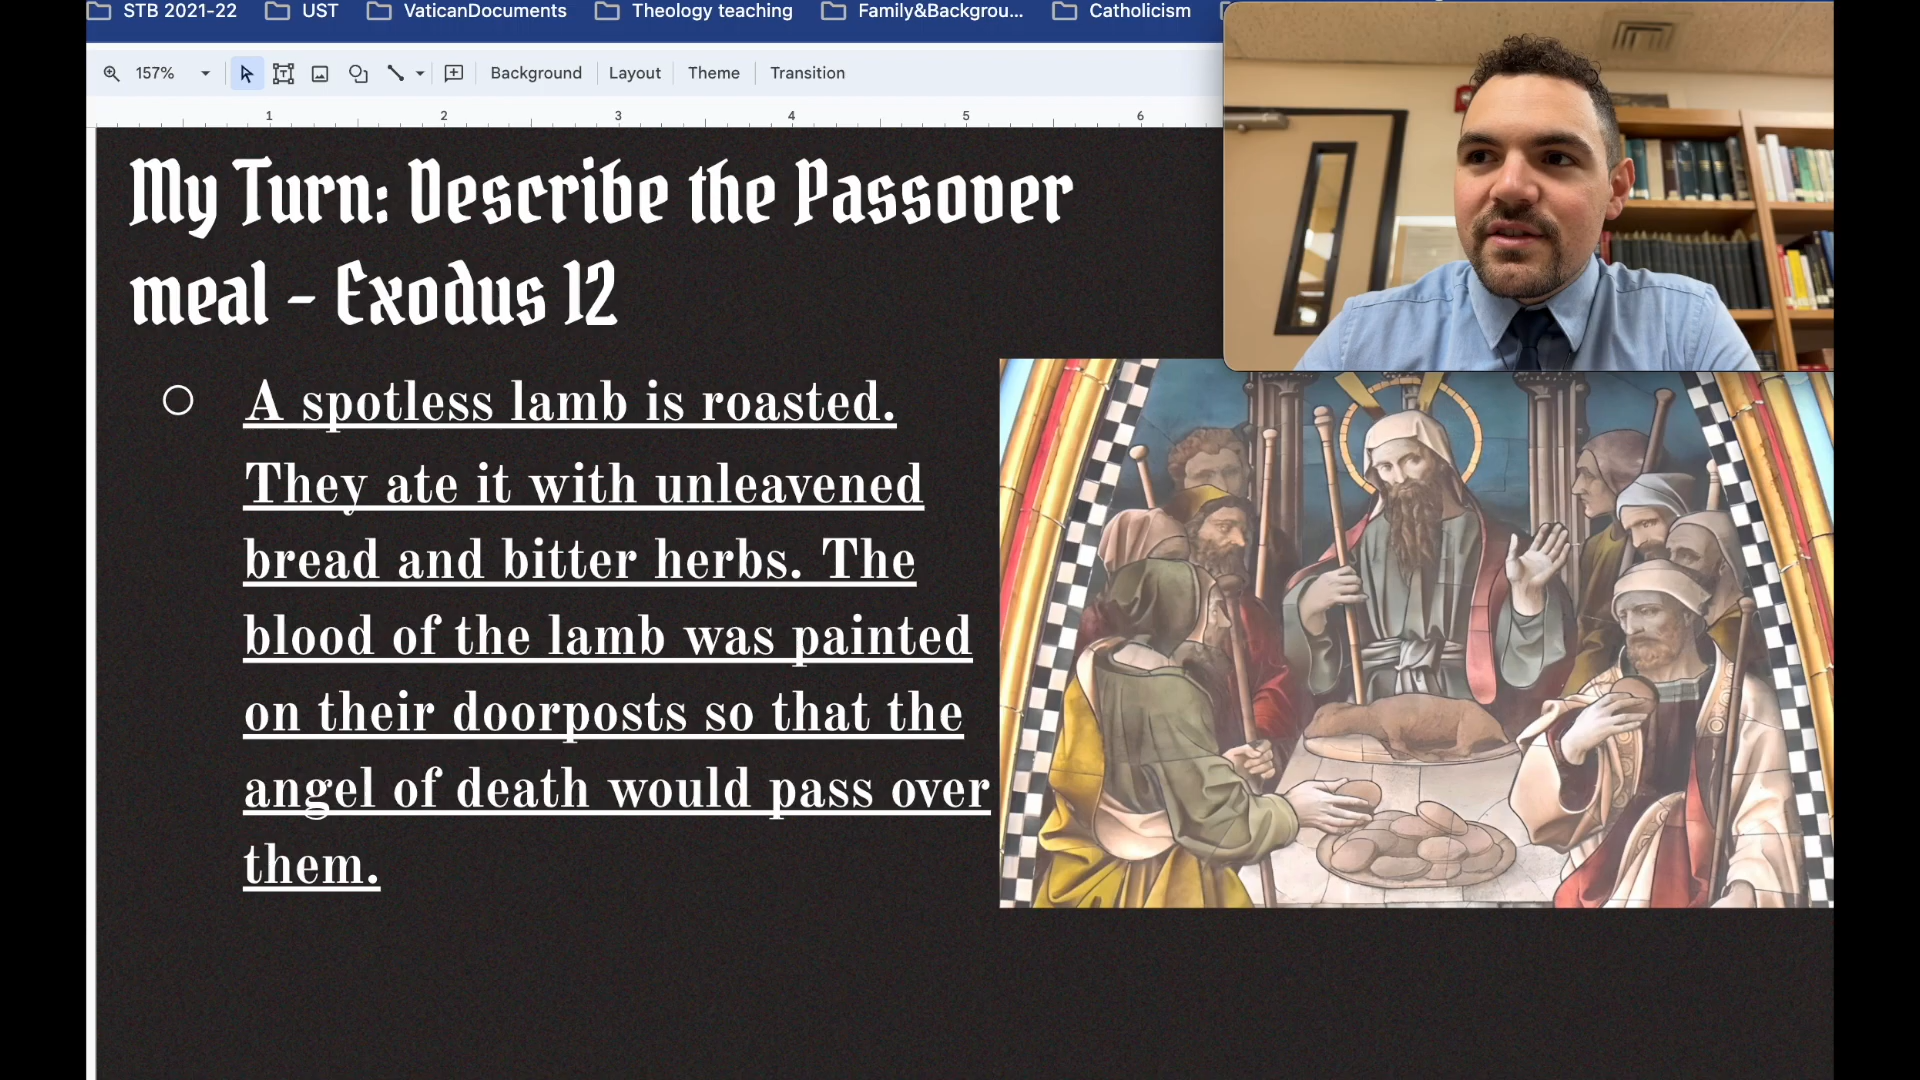 STB 2021-22 UST VaticanDocuments Theology teaching Family&Backgrou... Catholicism
157% Background Layout Theme Transition
1 2 3 4 5 6
My Turn: Describe the Passover
meal - Exodus 12
A spotless lamb is roasted.
They ate it with unleavened
bread and bitter herbs. The
blood of the lamb was painted
on their doorposts so that the
angel of death would pass over
them.